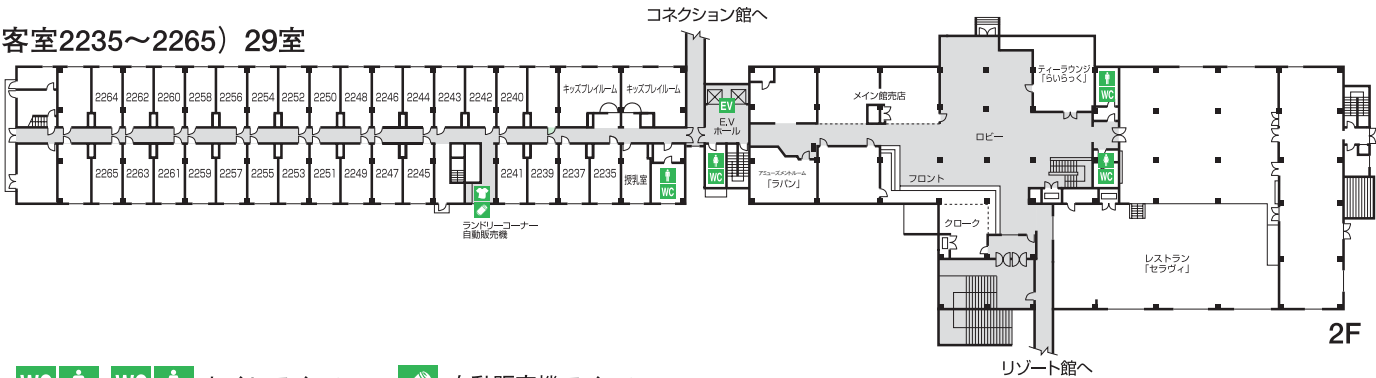 コネクション館へ
客室2235～2265）29室
2264 2262 2260 2258 2256 2254 2252 2250 2248 2246 2244 2243 2242 2240
キッズプレイルーム キッズプレイルーム
EV
E.V
ホール
メイン館売店
ティーラウンジ
「らいらっく」
WC
ロビー
2265 2263 2261 2259 2257 2255 2253 2251 2249 2247 2245 2241 2239 2237 2235
授乳室
WC
WC
アミューズメントルーム
「ラパン」
フロント
WC
ランドリーコーナー
自動販売機
クローク
レストラン
「セラヴィ」
2F
リゾート館へ